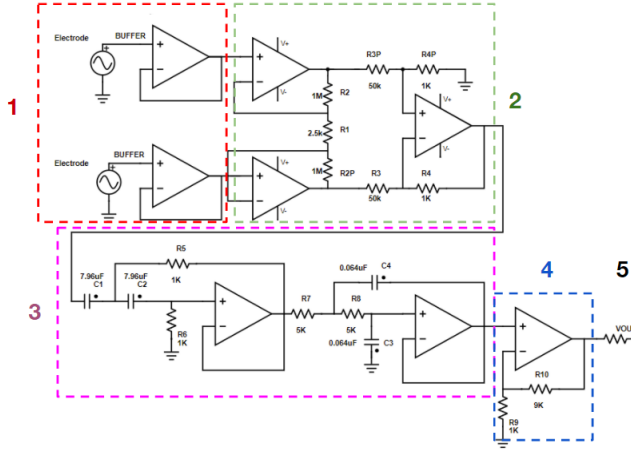 Electrode
BUFFER
V+
V-
R3P
50k
R4P
1K
1M
R2
2.5k
R1
1
2
V+
V-
Electrode
BUFFER
V+
V-
1M
R2P
R3
50k
R4
1K
R5
1K
7.96uF
C1
7.96uF
C2
R6
1K
3
0.064uF
C4
R7
5K
R8
5K
0.064uF
C3
4
5
R10
9K
R9
1K